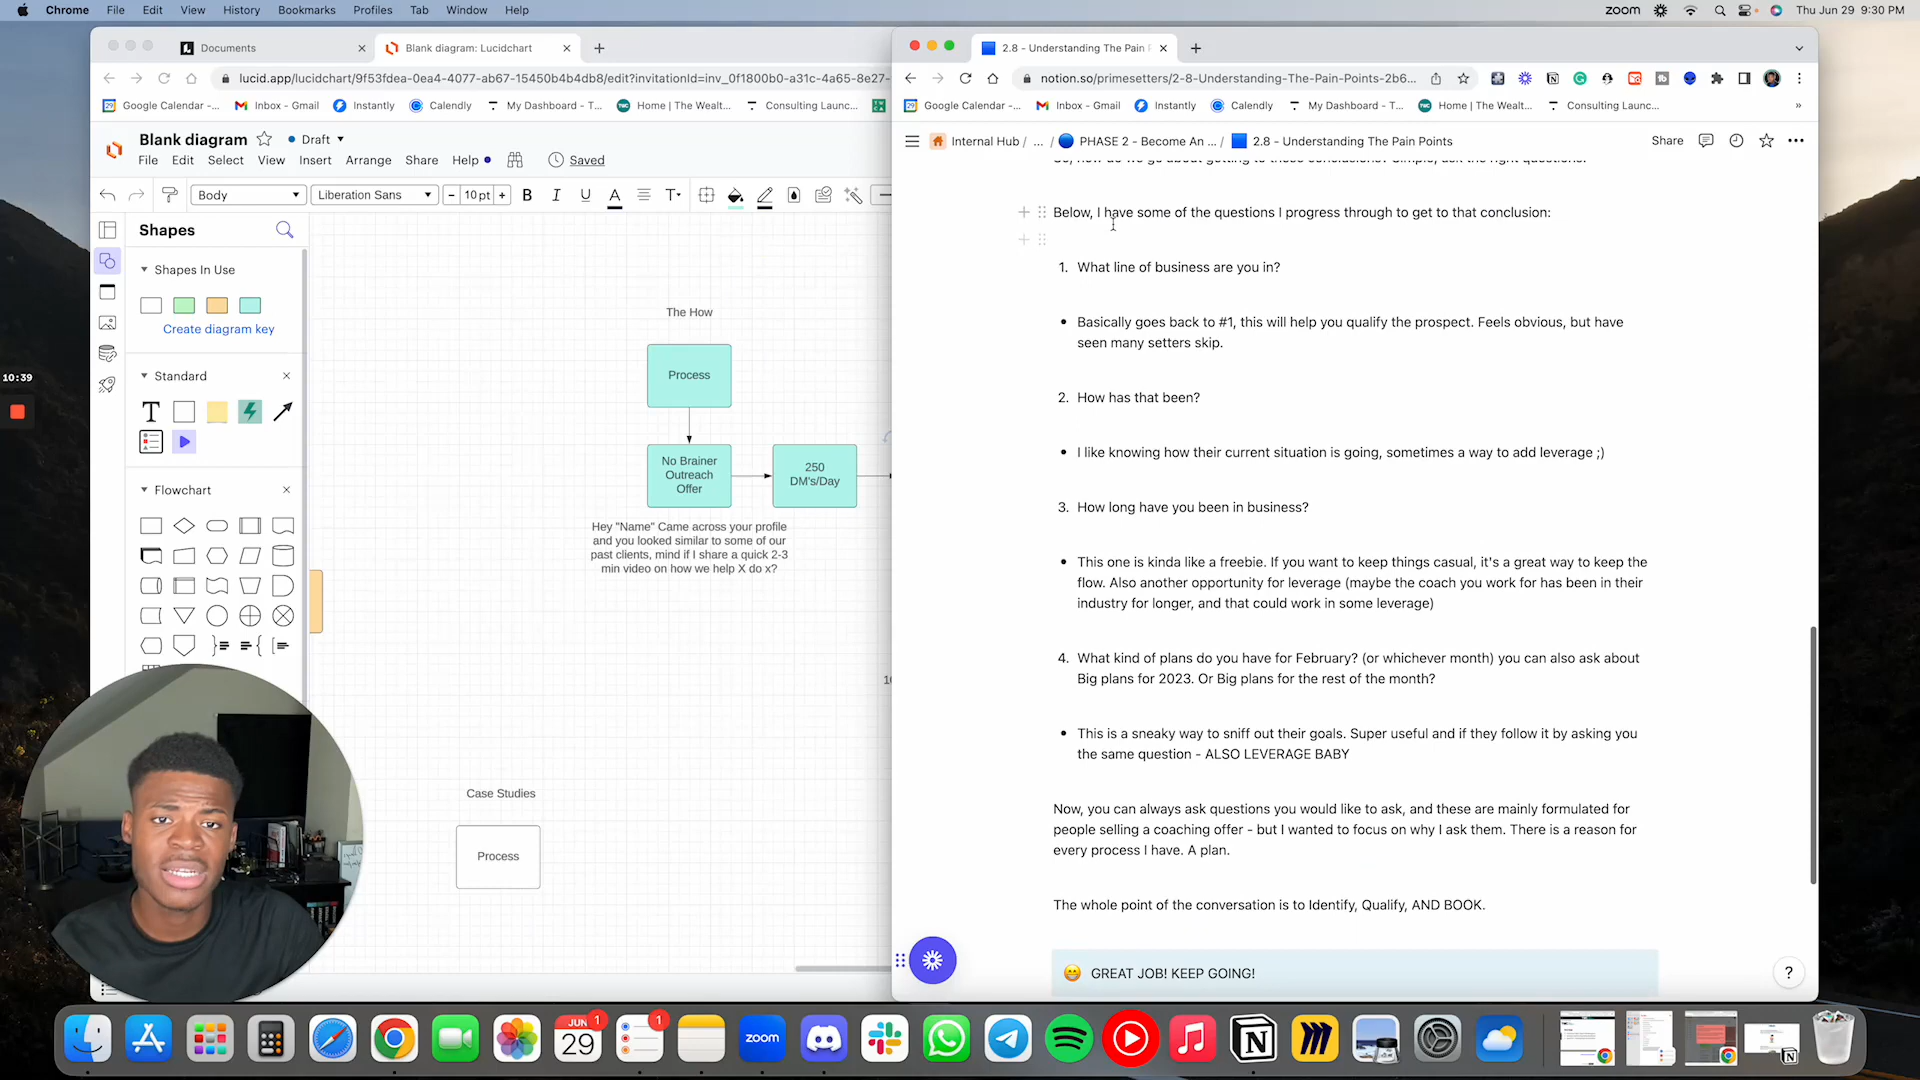 Chrome File Edit View History Bookmarks Profiles Tab Window Help
zoom Thu Jun 29 9:30 PM
Documents
Blank diagram: Lucidchart
lucid.app/lucidchart/9f53fdea-0ea4-4077-ab67-15450b4b4db8/edit?invitationId=inv_0f1800b0-a31c-4a65-8e27-
Google Calendar -... Inbox - Gmail Instantly Calendly My Dashboard - T... Home | The Wealt... Consulting Launc...
Blank diagram Draft
File Edit Select View Insert Arrange Share Help Saved
Body Liberation Sans - 10 pt + B I U A T
Shapes
Shapes In Use
Create diagram key
Standard
T
Flowchart
10:39
The How
Process
No Brainer
Outreach
Offer
250
DM's/Day
Hey "Name" Came across your profile
and you looked similar to some of our
past clients, mind if I share a quick 2-3
min video on how we help X do x?
Case Studies
Process
2.8 - Understanding The Pain P
notion.so/primesetters/2-8-Understanding-The-Pain-Points-2b6...
Google Calendar -... Inbox - Gmail Instantly Calendly My Dashboard - T... Home | The Wealt... Consulting Launc... »
Internal Hub / ... / PHASE 2 - Become An ... / 2.8 - Understanding The Pain Points
Share
So, how do we go about getting to these conclusions? Simple, ask the right questions.
Below, I have some of the questions I progress through to get to that conclusion:
1. What line of business are you in?
• Basically goes back to #1, this will help you qualify the prospect. Feels obvious, but have
seen many setters skip.
2. How has that been?
• I like knowing how their current situation is going, sometimes a way to add leverage ;)
3. How long have you been in business?
• This one is kinda like a freebie. If you want to keep things casual, it's a great way to keep the
flow. Also another opportunity for leverage (maybe the coach you work for has been in their
industry for longer, and that could work in some leverage)
4. What kind of plans do you have for February? (or whichever month) you can also ask about
Big plans for 2023. Or Big plans for the rest of the month?
• This is a sneaky way to sniff out their goals. Super useful and if they follow it by asking you
the same question - ALSO LEVERAGE BABY
Now, you can always ask questions you would like to ask, and these are mainly formulated for
people selling a coaching offer - but I wanted to focus on why I ask them. There is a reason for
every process I have. A plan.
The whole point of the conversation is to Identify, Qualify, AND BOOK.
GREAT JOB! KEEP GOING!
?
JUN
29
1
1
zoom